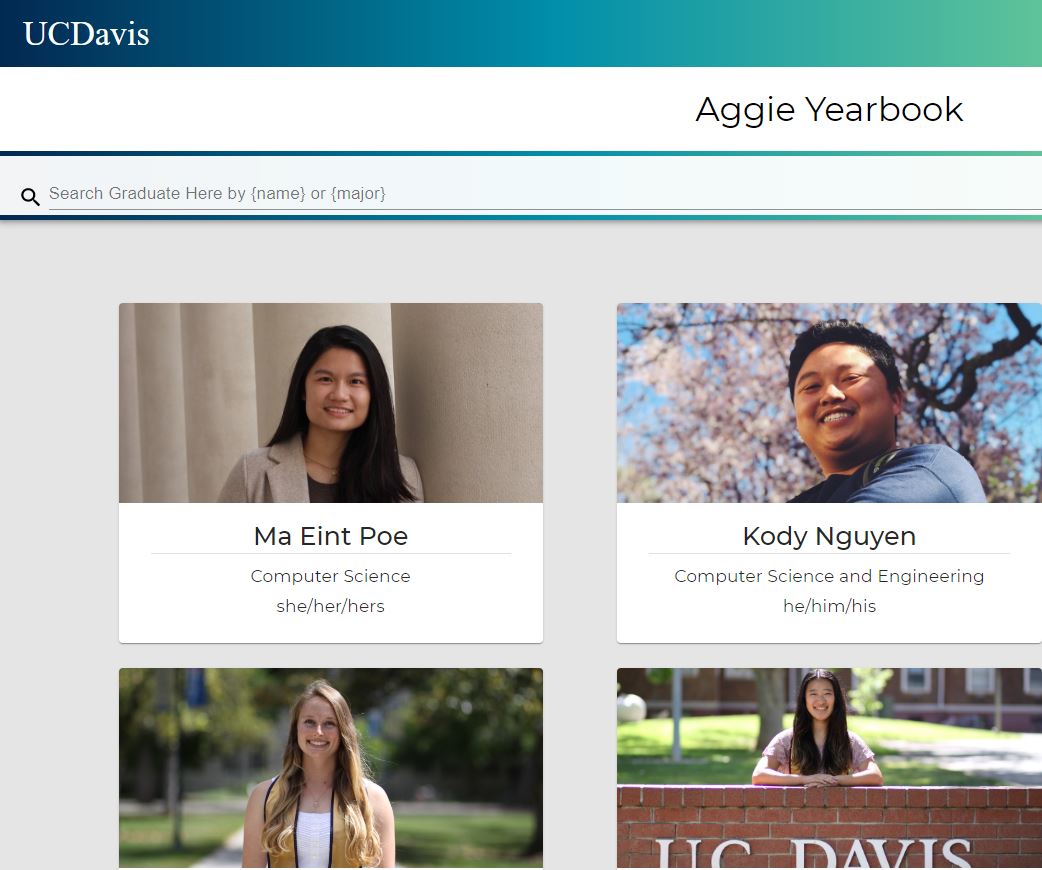 UCDavis
Aggie Yearbook
Search Graduate Here by {name} or {major}
Ma Eint Poe
Kody Nguyen
Computer Science
Computer Science and Engineering
she/her/hers
he/him/his
UC DAVIS